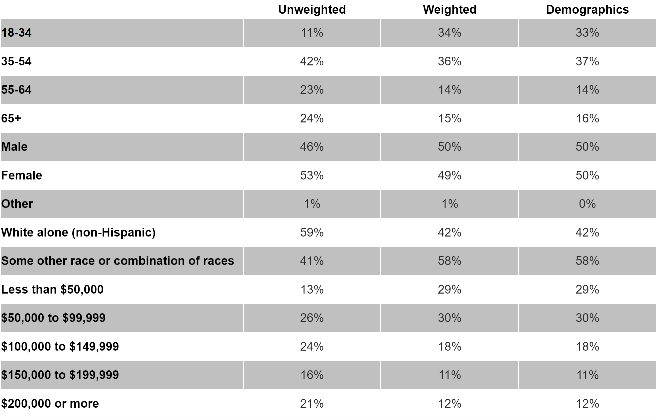 Unweighted Weighted Demographics
18-34 11% 34% 33%
35-54 42% 36% 37%
55-64 23% 14% 14%
65+ 24% 15% 16%
Male 46% 50% 50%
Female 53% 49% 50%
Other 1% 1% 0%
White alone (non-Hispanic) 59% 42% 42%
Some other race or combination of races 41% 58% 58%
Less than $50,000 13% 29% 29%
$50,000 to $99,999 26% 30% 30%
$100,000 to $149,999 24% 18% 18%
$150,000 to $199,999 16% 11% 11%
$200,000 or more 21% 12% 12%